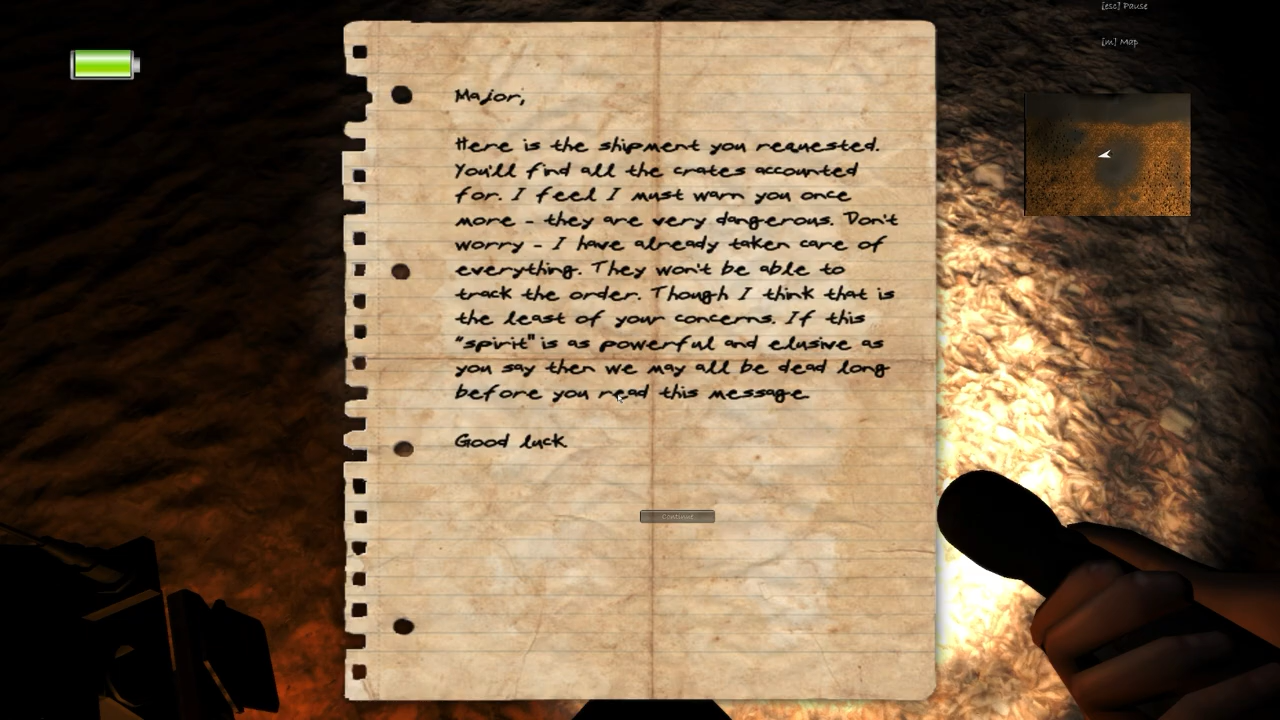 [esc] Pause
[m] Map
Major,
Here is the shipment you requested.
You'll find all the crates accounted
for. I feel I must warn you once
more - they are very dangerous. Don't
worry - I have already taken care of
everything. They won't be able to
track the order. Though I think that is
the least of your concerns. If this
"spirit" is as powerful and elusive as
you say then we may all be dead long
before you read this message
Good luck
Continue